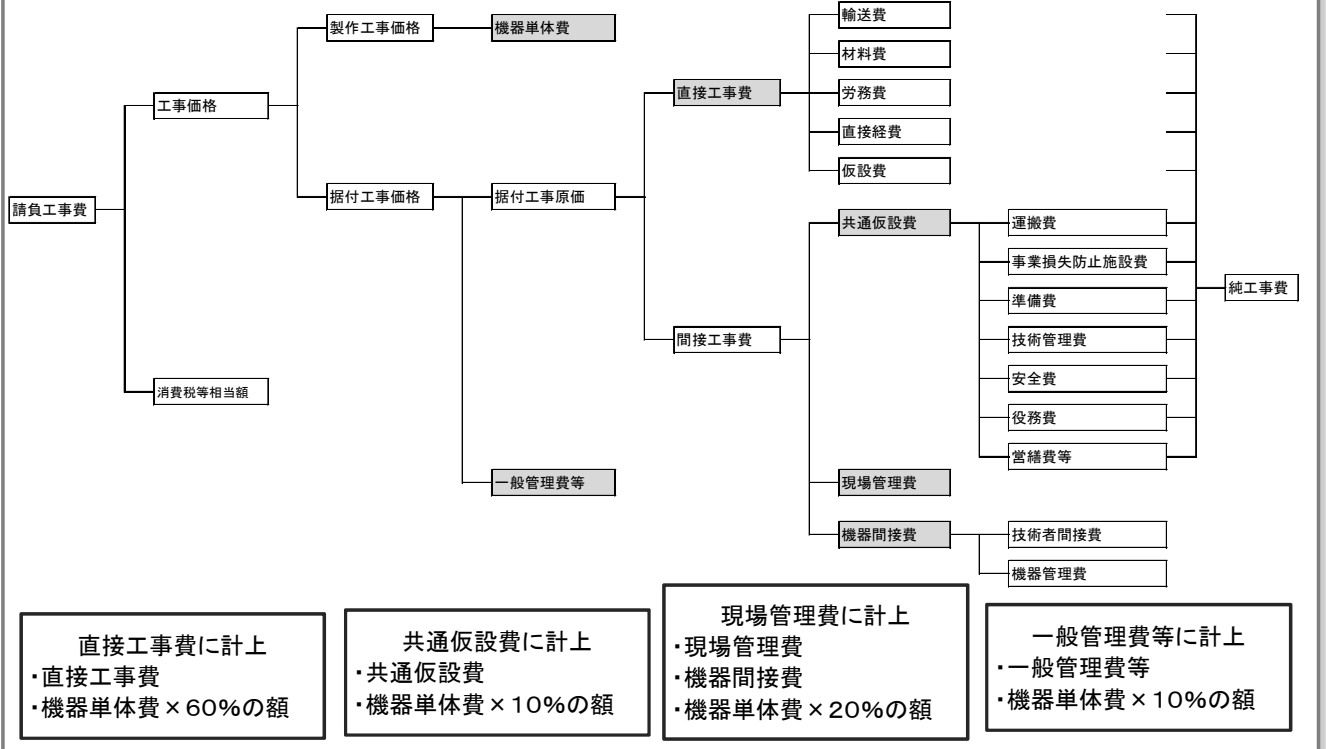 請負工事費
工事価格
消費税等相当額
製作工事価格
機器単体費
据付工事価格
据付工事原価
一般管理費等
直接工事費
輸送費
材料費
労務費
直接経費
仮設費
間接工事費
共通仮設費
運搬費
事業損失防止施設費
準備費
技術管理費
安全費
役務費
営繕費等
純工事費
現場管理費
機器間接費
技術者間接費
機器管理費
直接工事費に計上
・直接工事費
・機器単体費×60%の額
共通仮設費に計上
・共通仮設費
・機器単体費×10%の額
現場管理費に計上
・現場管理費
・機器間接費
・機器単体費×20%の額
一般管理費等に計上
・一般管理費等
・機器単体費×10%の額